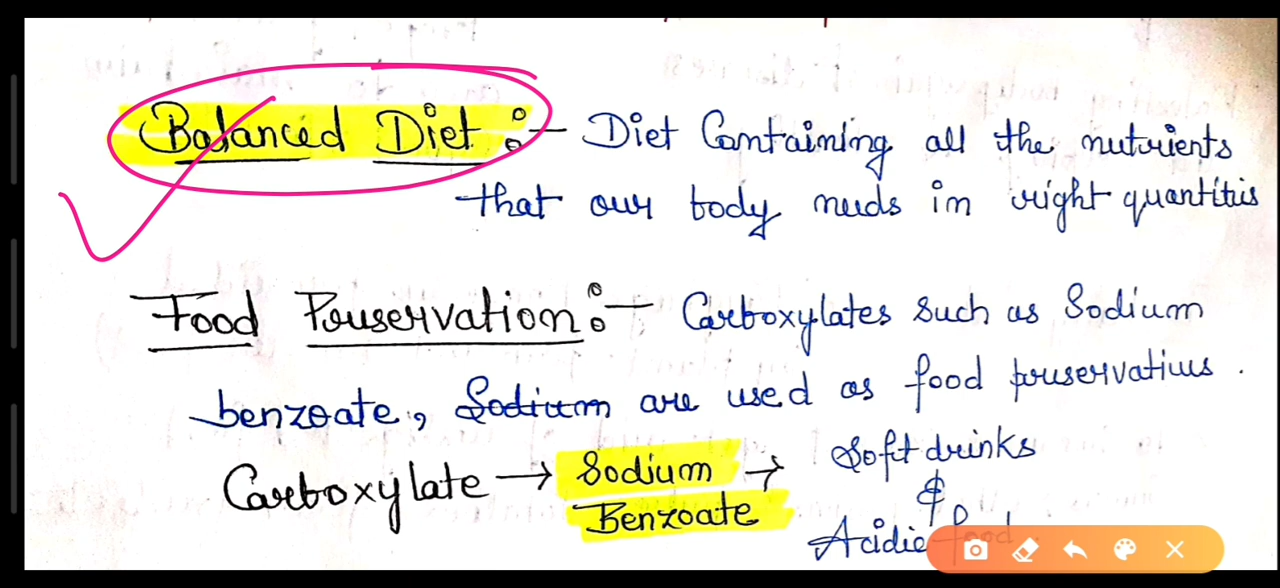 Balanced Diet :- Diet Containing all the nutrients
that our body needs in right quantities
Food Preservation :- Carboxylates such as Sodium
benzoate, Sodium are used as food preservatives.
Carboxylate → Sodium Benzoate → Soft drinks
&
Acidic food